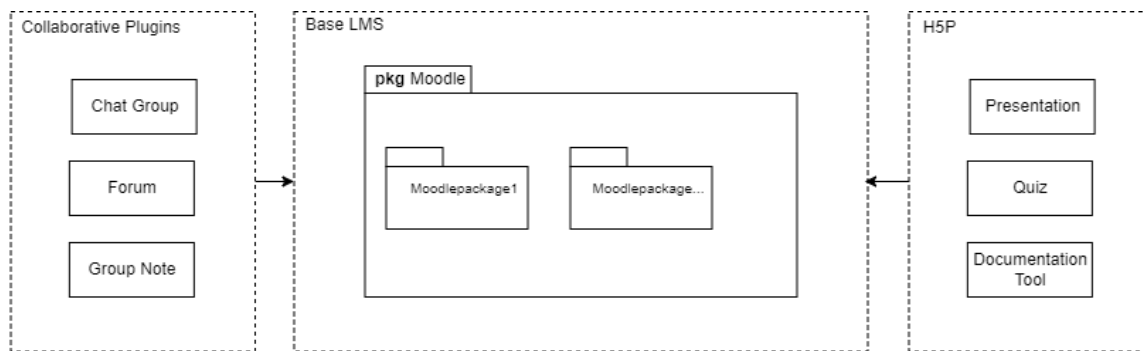 Collaborative Plugins
Chat Group
Forum
Group Note
Base LMS
pkg Moodle
Moodlepackage1
Moodlepackage...
H5P
Presentation
Quiz
Documentation
Tool